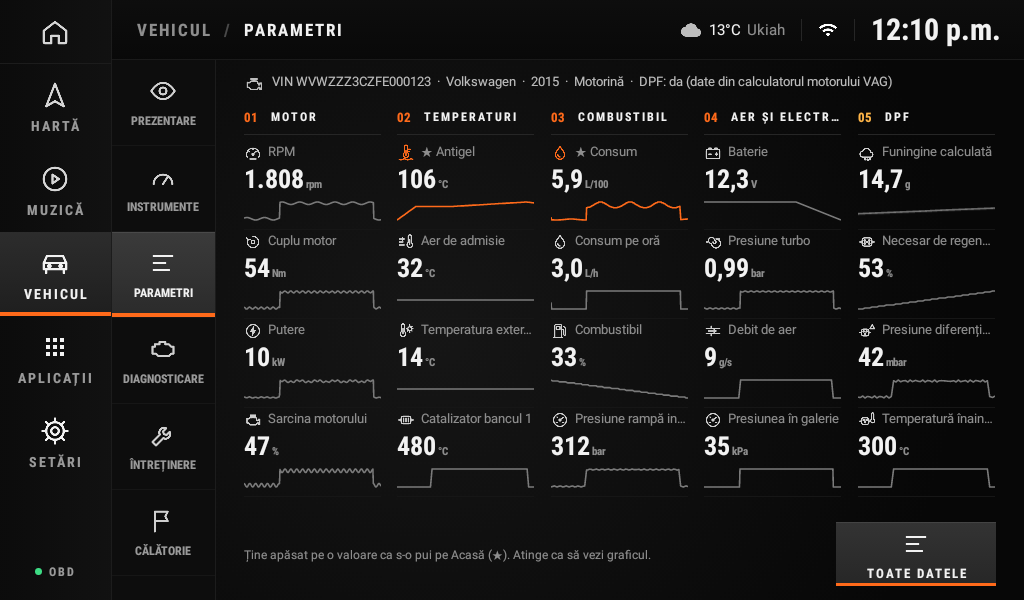 VEHICUL / PARAMETRI
13°C Ukiah
12:10 p.m.
HARTĂ
MUZICĂ
VEHICUL
APLICAȚII
SETĂRI
OBD
PREZENTARE
INSTRUMENTE
PARAMETRI
DIAGNOSTICARE
ÎNTREȚINERE
CĂLĂTORIE
VIN WVWZZZ3CZFE000123 · Volkswagen · 2015 · Motorină · DPF: da (date din calculatorul motorului VAG)
01 MOTOR
RPM
1.808 rpm
Cuplu motor
54 Nm
Putere
10 kW
Sarcina motorului
47 %
02 TEMPERATURI
★ Antigel
106 °C
Aer de admisie
32 °C
Temperatura exter…
14 °C
Catalizator bancul 1
480 °C
03 COMBUSTIBIL
★ Consum
5,9 L/100
Consum pe oră
3,0 L/h
Combustibil
33 %
Presiune rampă in…
312 bar
04 AER ȘI ELECTR…
Baterie
12,3 V
Presiune turbo
0,99 bar
Debit de aer
9 g/s
Presiunea în galerie
35 kPa
05 DPF
Funingine calculată
14,7 g
Necesar de regen…
53 %
Presiune diferenți…
42 mbar
Temperatură înain…
300 °C
Ține apăsat pe o valoare ca s-o pui pe Acasă (★). Atinge ca să vezi graficul.
TOATE DATELE